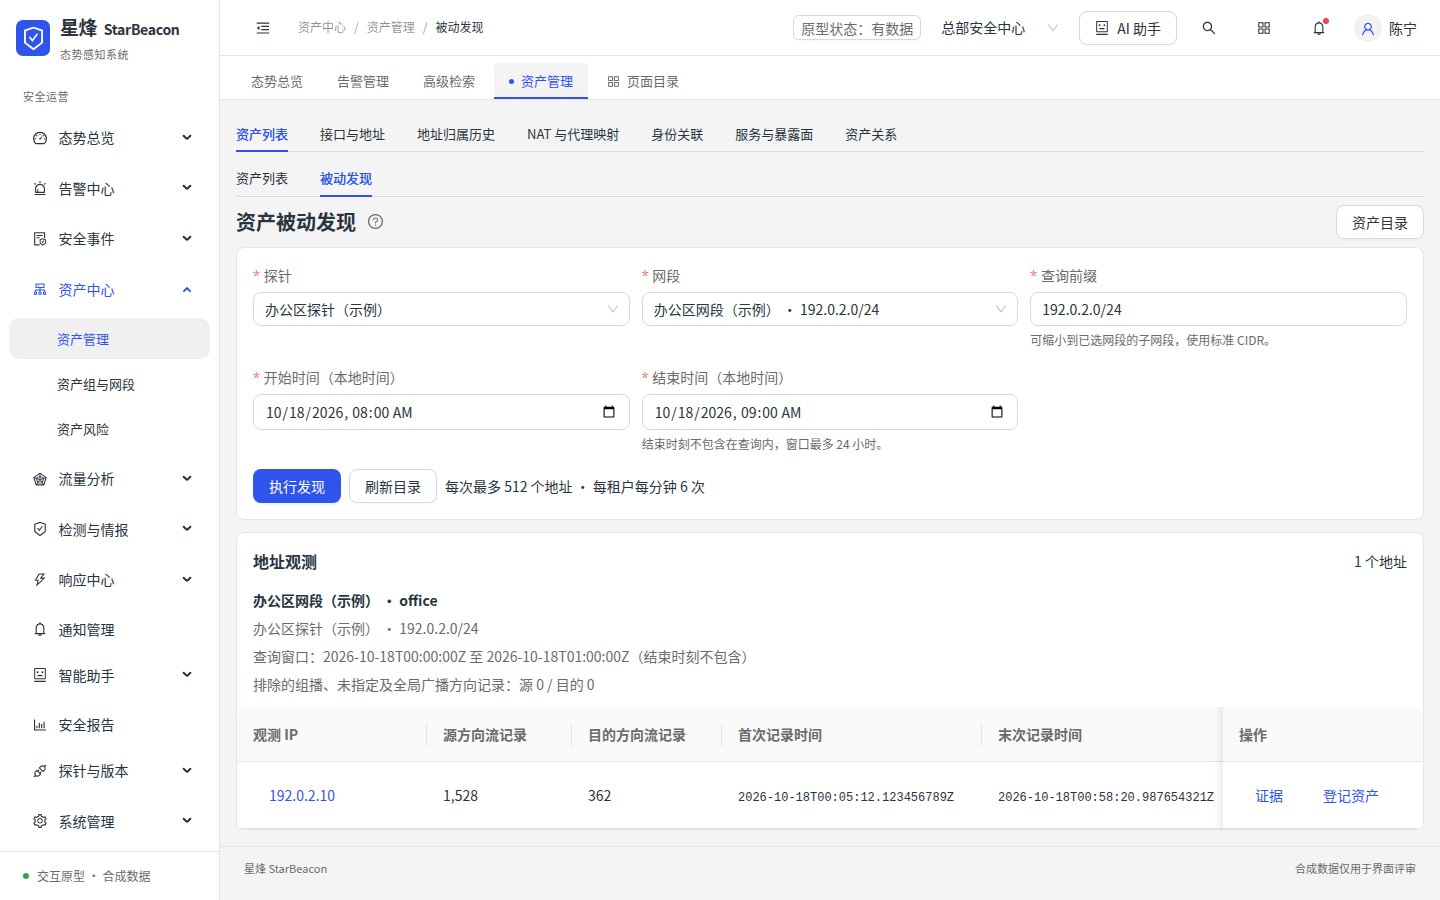 星烽 StarBeacon
态势感知系统
安全运营
态势总览
告警中心
安全事件
资产中心
资产管理
资产组与网段
资产风险
流量分析
检测与情报
响应中心
通知管理
智能助手
安全报告
探针与版本
系统管理
交互原型 · 合成数据
资产中心 / 资产管理 / 被动发现
原型状态：有数据
总部安全中心
AI 助手
陈宁
态势总览 告警管理 高级检索 资产管理 页面目录
资产列表 接口与地址 地址归属历史 NAT 与代理映射 身份关联 服务与暴露面 资产关系
资产列表 被动发现
资产被动发现
资产目录
* 探针
办公区探针（示例）
* 网段
办公区网段（示例） · 192.0.2.0/24
* 查询前缀
192.0.2.0/24
可缩小到已选网段的子网段，使用标准 CIDR。
* 开始时间（本地时间）
10/18/2026, 08:00 AM
* 结束时间（本地时间）
10/18/2026, 09:00 AM
结束时刻不包含在查询内，窗口最多 24 小时。
执行发现 刷新目录 每次最多 512 个地址 · 每租户每分钟 6 次
地址观测
1 个地址
办公区网段（示例） · office
办公区探针（示例） · 192.0.2.0/24
查询窗口：2026-10-18T00:00:00Z 至 2026-10-18T01:00:00Z（结束时刻不包含）
排除的组播、未指定及全局广播方向记录：源 0 / 目的 0
观测 IP 源方向流记录 目的方向流记录 首次记录时间 末次记录时间 操作
192.0.2.10 1,528 362 2026-10-18T00:05:12.123456789Z 2026-10-18T00:58:20.987654321Z 证据 登记资产
星烽 StarBeacon
合成数据仅用于界面评审